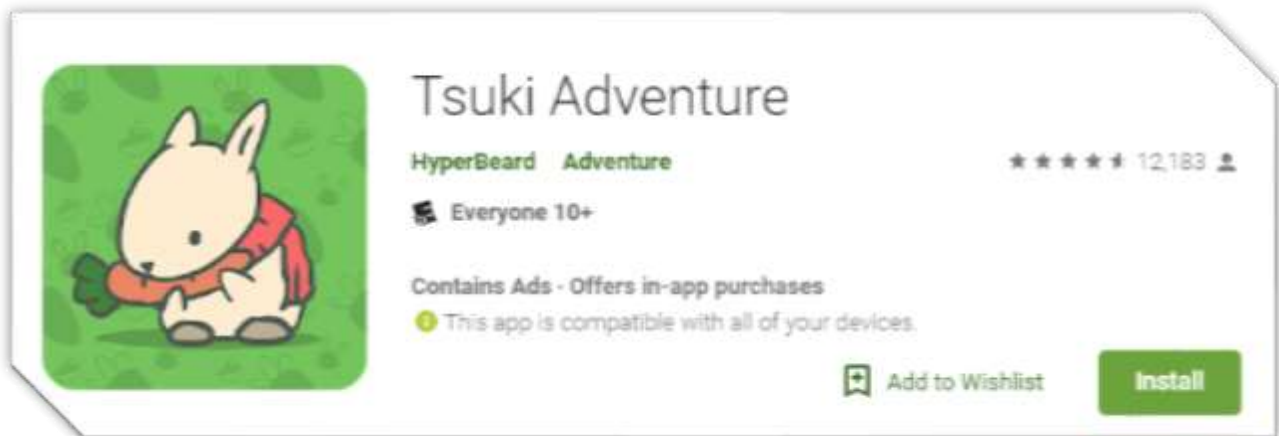 Tsuki Adventure
HyperBeard Adventure 12,183
Everyone 10+
Contains Ads - Offers in-app purchases
This app is compatible with all of your devices.
Add to Wishlist Install